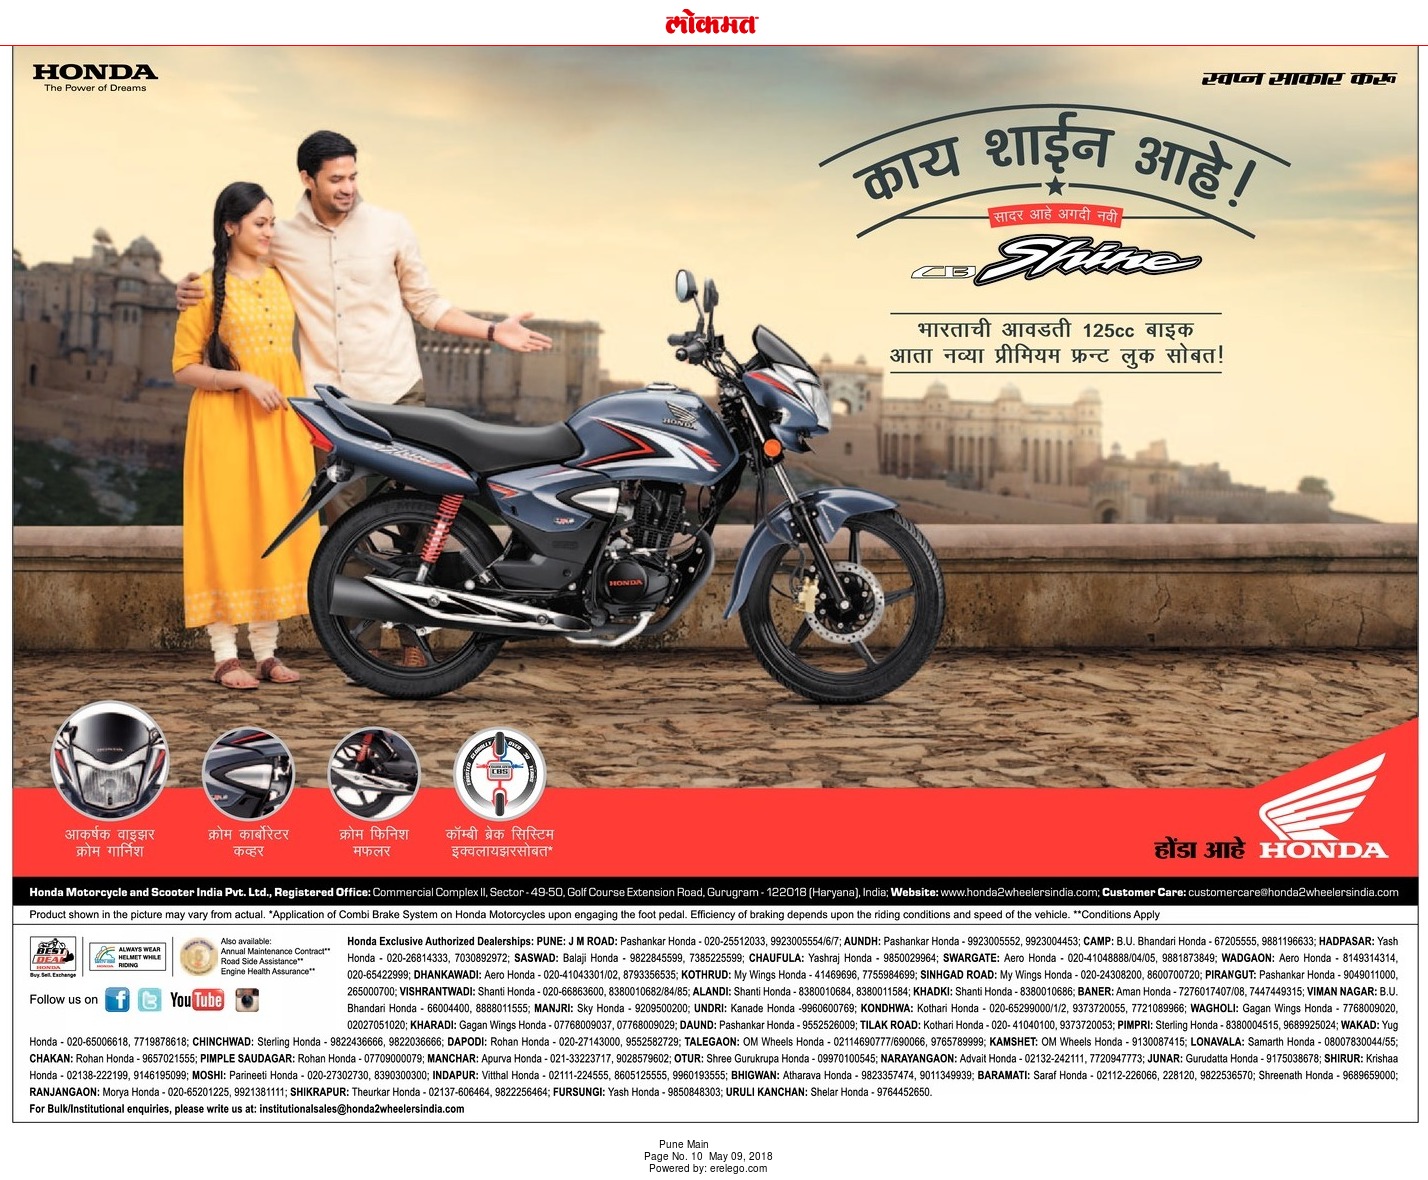 लोकमत
HONDA
The Power of Dreams
स्वप्न साकार करू
काय शाईन आहे!
सादर आहे अगदी नवी
CB Shine
भारताची आवडती 125cc बाइक
आता नव्या प्रीमियम फ्रन्ट लुक सोबत!
HONDA
HONDA
आकर्षक वाइझर
क्रोम गार्निश
क्रोम कार्बोरेटर
कव्हर
क्रोम फिनिश
मफलर
TRUSTED GLOBALLY OVER 30 YEARS
CBS
कॉम्बी ब्रेक सिस्टिम
इक्वलायझरसोबत*
होंडा आहे HONDA
Honda Motorcycle and Scooter India Pvt. Ltd., Registered Office: Commercial Complex II, Sector - 49-50, Golf Course Extension Road, Gurugram - 122018 (Haryana), India; Website: www.honda2wheelersindia.com; Customer Care: customercare@honda2wheelersindia.com
Product shown in the picture may vary from actual. *Application of Combi Brake System on Honda Motorcycles upon engaging the foot pedal. Efficiency of braking depends upon the riding conditions and speed of the vehicle. **Conditions Apply
BEST DEAL
HONDA
Buy. Sell. Exchange
ALWAYS WEAR
HELMET WHILE
RIDING
Also available:
Annual Maintenance Contract**
Road Side Assistance**
Engine Health Assurance**
Follow us on f t YouTube
Honda Exclusive Authorized Dealerships: PUNE: J M ROAD: Pashankar Honda - 020-25512333, 9923005554/6/7; AUNDH: Pashankar Honda - 9923005552, 9923004453; CAMP: B.U. Bhandari Honda - 67205555, 9881196633; HADPASAR: Yash
Honda - 020-26814333, 7030892972; SASWAD: Balaji Honda - 9822844599, 7385225599; CHAUFULA: Yashraj Honda - 9850029964; SWARGATE: Aero Honda - 020-41048888/04/05, 9881873849; WADGAON: Aero Honda - 8149314314,
020-65422999; DHANKAWADI: Aero Honda - 020-41043301/02, 8793356535; KOTHRUD: My Wings Honda - 41469696, 7755984699; SINHGAD ROAD: My Wings Honda - 020-24308200, 8600700720; PIRANGUT: Pashankar Honda - 9049011000,
265000700; VISHRANTWADI: Shanti Honda - 020-66863600, 8380010682/84/85; ALANDI: Shanti Honda - 8380010684, 8380011584; KHADKI: Shanti Honda - 8380010686; BANER: Aman Honda - 7276017407/08, 7447449315; VIMAN NAGAR: B.U.
Bhandari Honda - 66004400, 8888011555; MANJRI: Sky Honda - 9209500200; UNDRI: Kanade Honda -9960600769; KONDHWA: Kothari Honda - 020-65299000/1/2, 9373720055, 7721089966; WAGHOLI: Gagan Wings Honda - 7768009020,
02027051020; KHARADI: Gagan Wings Honda - 07768009037, 07768009029; DAUND: Pashankar Honda - 9552526009; TILAK ROAD: Kothari Honda - 020- 41040100, 9373720053; PIMPRI: Sterling Honda - 8380004515, 9689925024; WAKAD: Yug
Honda - 020-65006618, 7719878618; CHINCHWAD: Sterling Honda - 9822436666, 9822036666; DAPODI: Rohan Honda - 020-27143000, 9552582729; TALEGAON: OM Wheels Honda - 02114690777/690066, 9765789999; KAMSHET: OM Wheels Honda - 9130087415; LONAVALA: Samarth Honda - 08007830044/55;
CHAKAN: Rohan Honda - 9657021555; PIMPLE SAUDAGAR: Rohan Honda - 07709000079; MANCHAR: Apurva Honda - 021-33223717, 9028579602; OTUR: Shree Gurukrupa Honda - 09970100545; NARAYANGAON: Advait Honda - 02132-242111, 7720947773; JUNAR: Gurudatta Honda - 9175038678; SHIRUR: Krishaa
Honda - 02138-222199, 9146195099; MOSHI: Parineeti Honda - 020-27302730, 8390300300; INDAPUR: Vitthal Honda - 02111-224555, 8605125555, 9960193555; BHIGWAN: Atharava Honda - 9823357474, 9011349939; BARAMATI: Saraf Honda - 02112-226066, 228120, 9822536570; Shreenath Honda - 9689659000;
RANJANGAON: Morya Honda - 020-65201225, 9921381111; SHIKRAPUR: Theurkar Honda - 02137-606464, 9822256464; FURSUNGI: Yash Honda - 9850848303; URULI KANCHAN: Shelar Honda - 9764452650.
For Bulk/Institutional enquiries, please write us at: institutionalsales@honda2wheelersindia.com
Pune Main
Page No. 10 May 09, 2018
Powered by: erelego.com